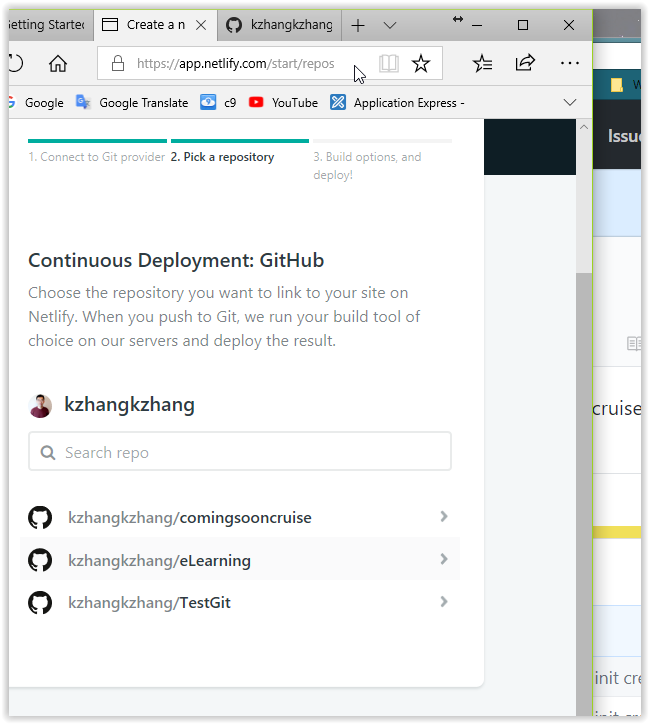 etting Started
Create a n
kzhangkzhang
https://app.netlify.com/start/repos
Google
Google Translate
c9
YouTube
Application Express -
Issue
1. Connect to Git provider
2. Pick a repository
3. Build options, and
deploy!
Continuous Deployment: GitHub
Choose the repository you want to link to your site on
Netlify. When you push to Git, we run your build tool of
choice on our servers and deploy the result.
kzhangkzhang
cruise
Search repo
kzhangkzhang/comingsooncruise
kzhangkzhang/eLearning
kzhangkzhang/TestGit
init cre